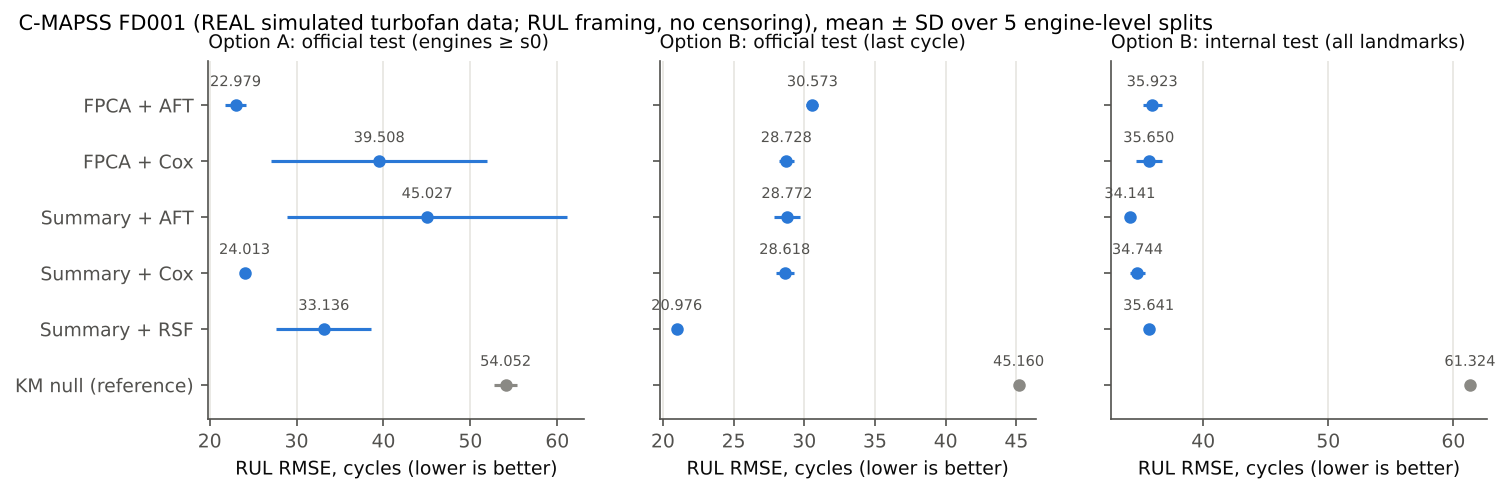 C-MAPSS FD001 (REAL simulated turbofan data; RUL framing, no censoring), mean ± SD over 5 engine-level splits
Option A: official test (engines ≥ s0)
Option B: official test (last cycle)
Option B: internal test (all landmarks)
FPCA + AFT
22.979
30.573
35.923
FPCA + Cox
39.508
28.728
35.650
Summary + AFT
45.027
28.772
34.141
Summary + Cox
24.013
28.618
34.744
Summary + RSF
33.136
20.976
35.641
KM null (reference)
54.052
45.160
61.324
20 30 40 50 60
20 25 30 35 40 45
40 50 60
RUL RMSE, cycles (lower is better)
RUL RMSE, cycles (lower is better)
RUL RMSE, cycles (lower is better)